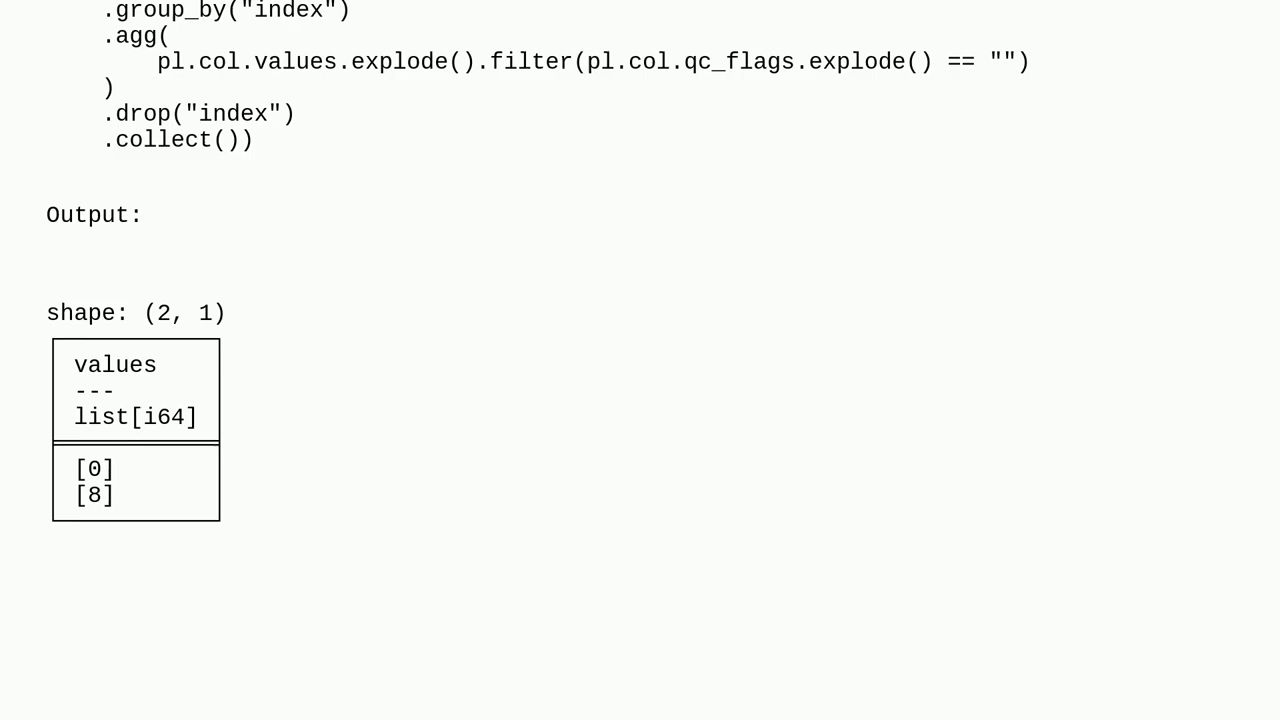 .group_by("index")
.agg(
pl.col.values.explode().filter(pl.col.qc_flags.explode() == "")
)
.drop("index")
.collect())
Output:
shape: (2, 1)
values
---
list[i64]
[0]
[8]